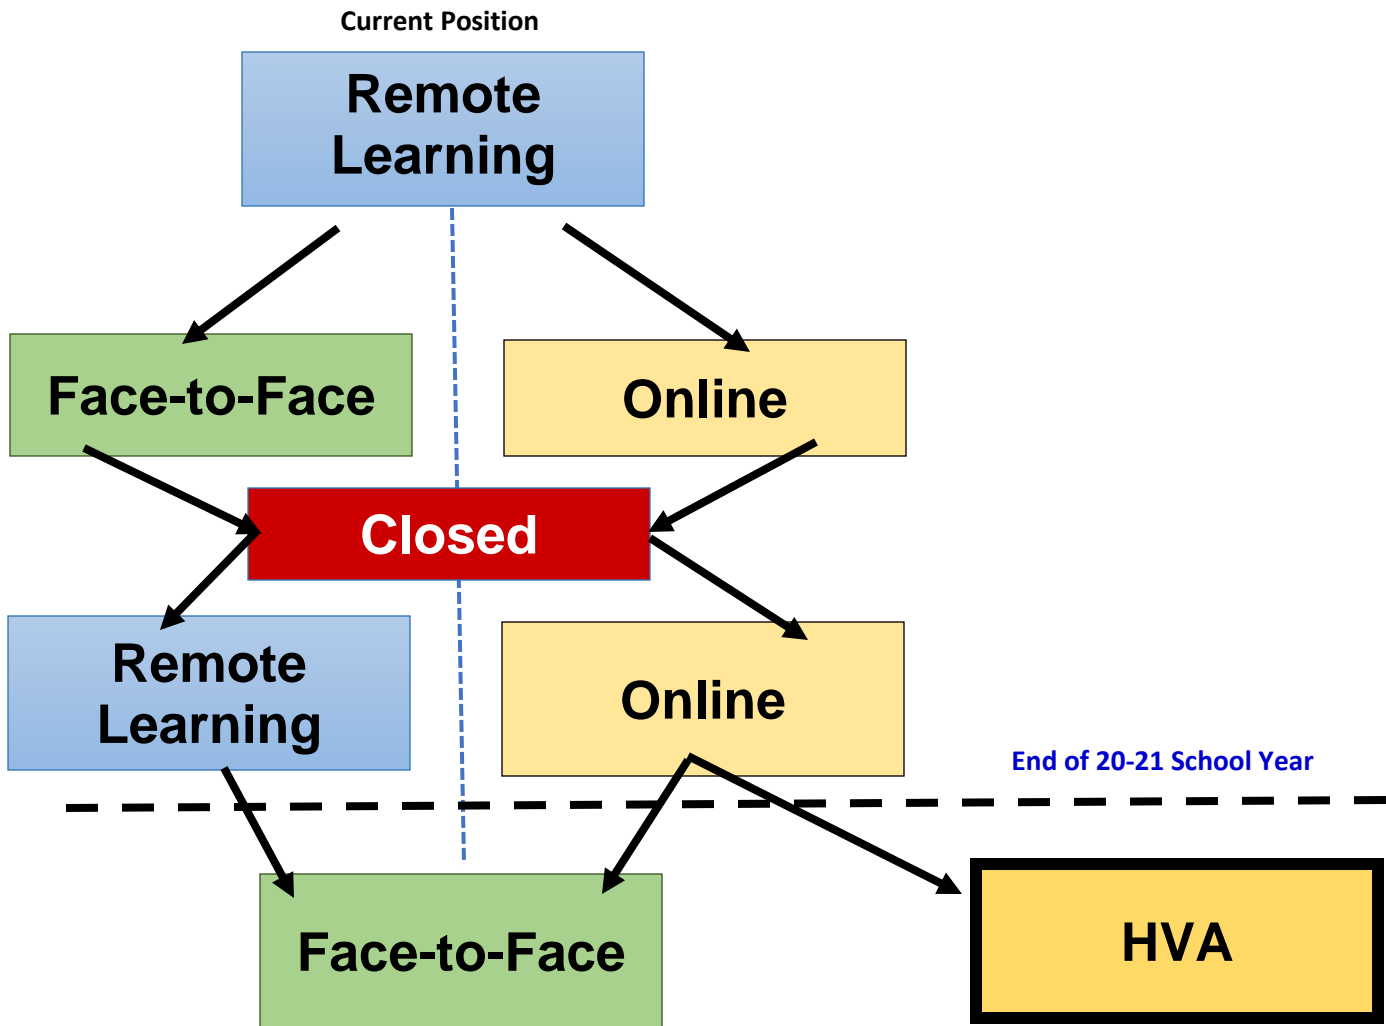 Current Position
Remote
Learning
Face-to-Face
Online
Closed
Remote
Learning
Online
End of 20-21 School Year
Face-to-Face
HVA